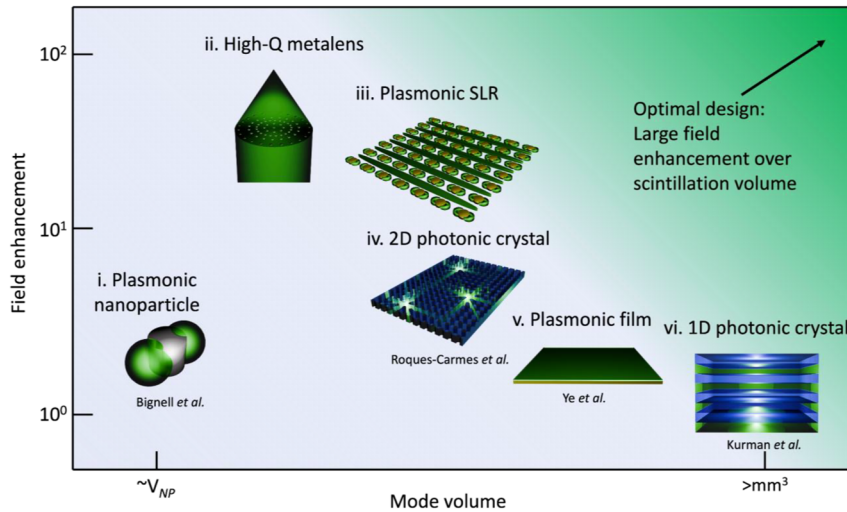 10²
ii. High-Q metalens
iii. Plasmonic SLR
Optimal design:
Large field
enhancement over
scintillation volume
Field enhancement
10¹
iv. 2D photonic crystal
i. Plasmonic
nanoparticle
v. Plasmonic film
vi. 1D photonic crystal
Roques-Carmes et al.
Bignell et al.
Ye et al.
10⁰
Kurman et al.
~V_NP
Mode volume
>mm³